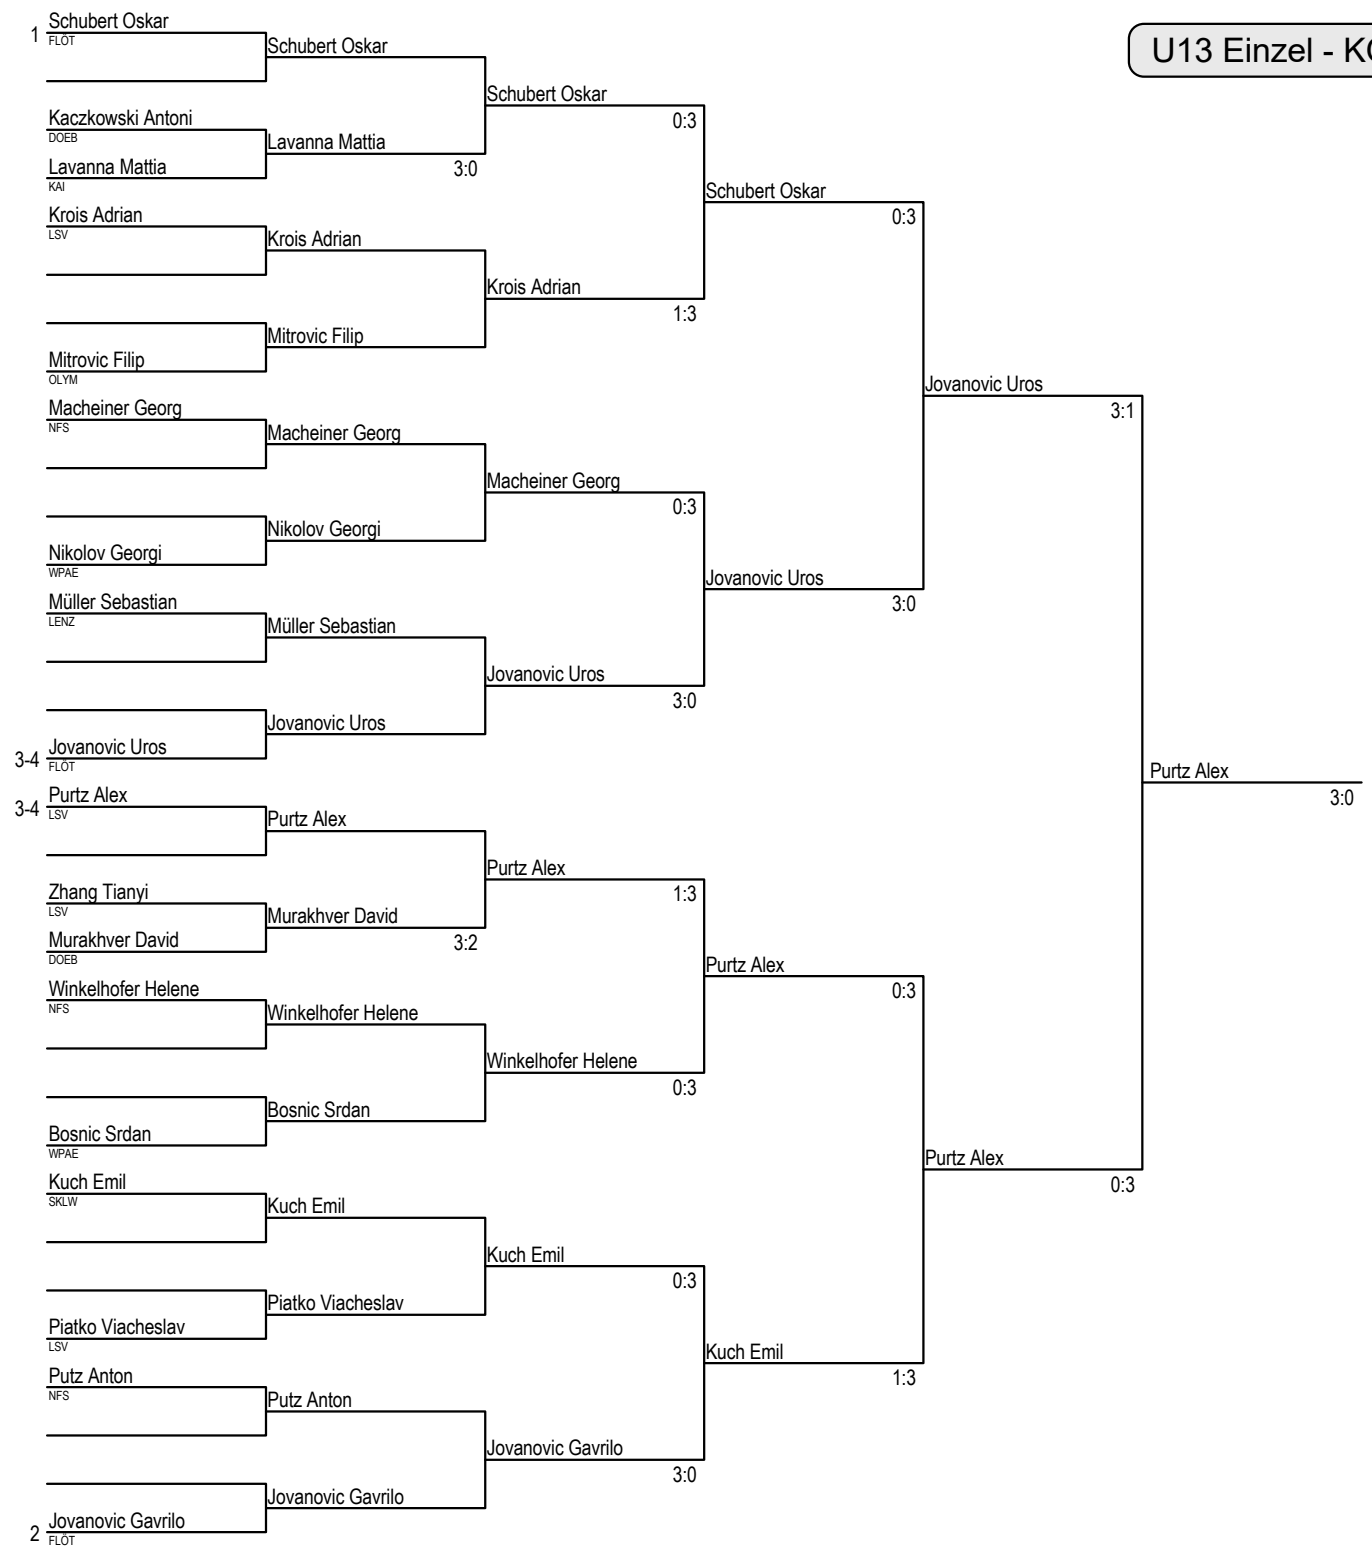 U13 Einzel - KO
1 Schubert Oskar
FLÖT
Schubert Oskar
Schubert Oskar
0:3
Kaczkowski Antoni
DOEB
Lavanna Mattia
3:0
Lavanna Mattia
KAI
Schubert Oskar
0:3
Krois Adrian
LSV
Krois Adrian
Krois Adrian
1:3
Mitrovic Filip
Mitrovic Filip
OLYM
Jovanovic Uros
3:1
Macheiner Georg
NFS
Macheiner Georg
Macheiner Georg
0:3
Nikolov Georgi
Nikolov Georgi
WPAE
Jovanovic Uros
3:0
Müller Sebastian
LENZ
Müller Sebastian
Jovanovic Uros
3:0
Jovanovic Uros
3-4 Jovanovic Uros
FLÖT
Purtz Alex
3:0
3-4 Purtz Alex
LSV
Purtz Alex
Purtz Alex
1:3
Zhang Tianyi
LSV
Murakhver David
3:2
Murakhver David
DOEB
Purtz Alex
0:3
Winkelhofer Helene
NFS
Winkelhofer Helene
Winkelhofer Helene
0:3
Bosnic Srdan
Bosnic Srdan
WPAE
Purtz Alex
0:3
Kuch Emil
SKLW
Kuch Emil
Kuch Emil
0:3
Piatko Viacheslav
Piatko Viacheslav
LSV
Kuch Emil
1:3
Putz Anton
NFS
Putz Anton
Jovanovic Gavrilo
3:0
Jovanovic Gavrilo
2 Jovanovic Gavrilo
FLÖT